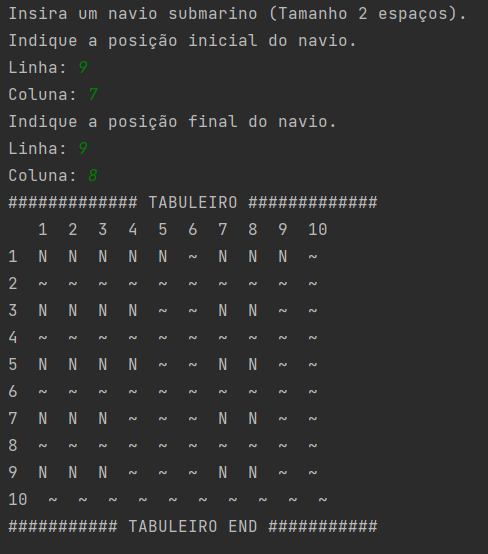 Insira um navio submarino (Tamanho 2 espaços).
Indique a posição inicial do navio.
Linha: 9
Coluna: 7
Indique a posição final do navio.
Linha: 9
Coluna: 8
############# TABULEIRO #############
   1  2  3  4  5  6  7  8  9  10
1  N  N  N  N  N  ~  N  N  N  ~
2  ~  ~  ~  ~  ~  ~  ~  ~  ~  ~
3  N  N  N  N  ~  ~  N  N  ~  ~
4  ~  ~  ~  ~  ~  ~  ~  ~  ~  ~
5  N  N  N  N  ~  ~  N  N  ~  ~
6  ~  ~  ~  ~  ~  ~  ~  ~  ~  ~
7  N  N  N  ~  ~  ~  N  N  ~  ~
8  ~  ~  ~  ~  ~  ~  ~  ~  ~  ~
9  N  N  N  ~  ~  ~  N  N  ~  ~
10  ~  ~  ~  ~  ~  ~  ~  ~  ~  ~
########### TABULEIRO END ###########